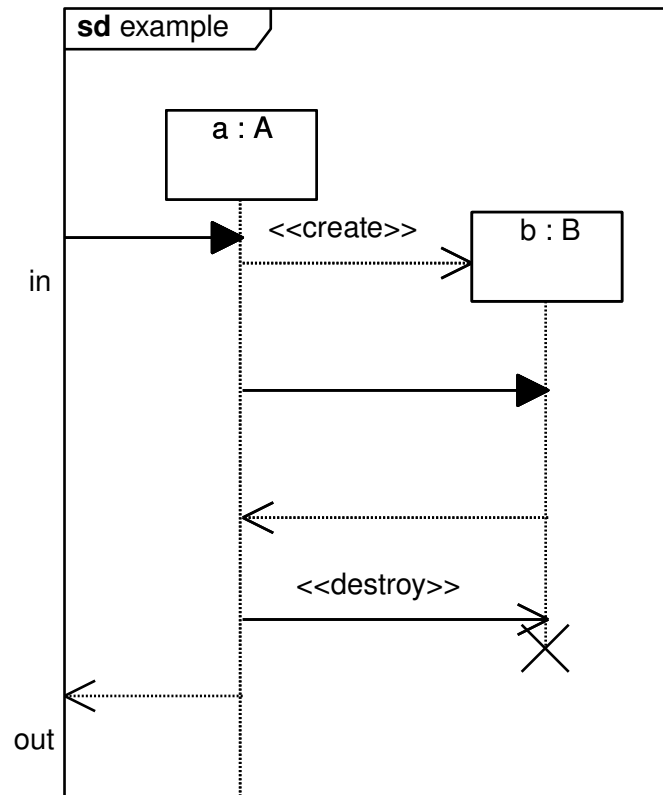 sd example
a : A
<<create>>
b : B
in
<<destroy>>
out